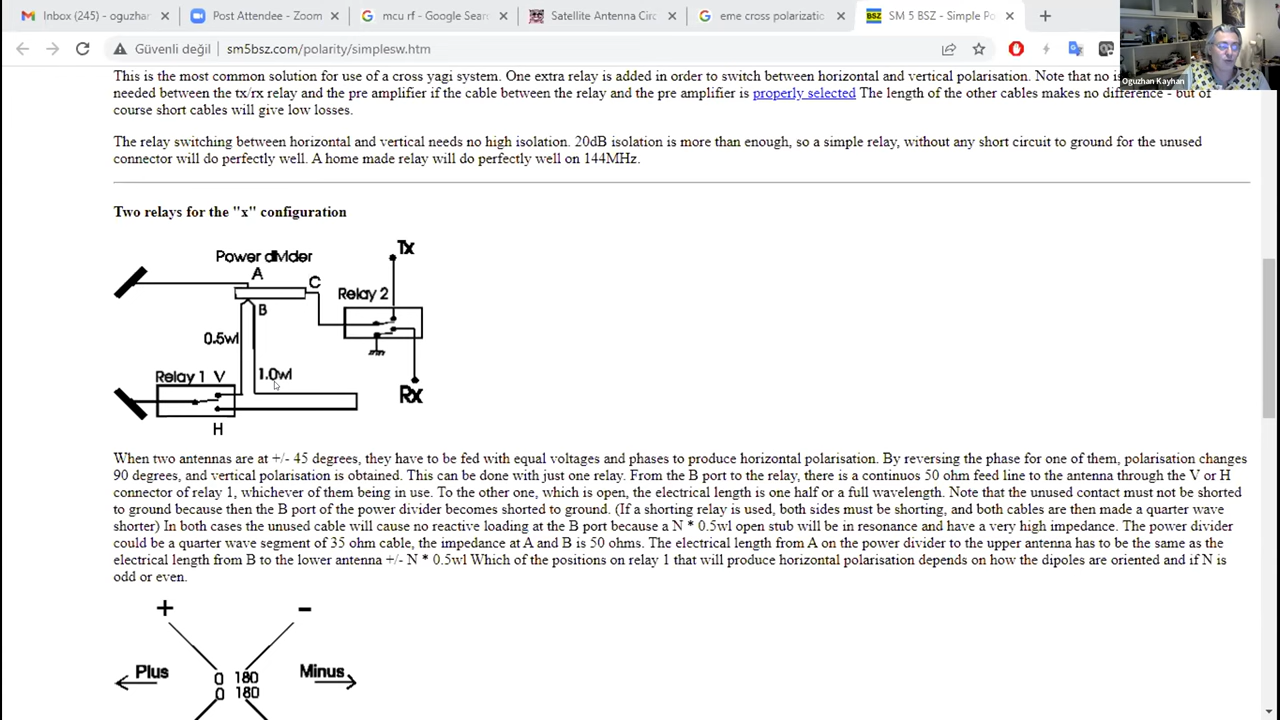 Inbox (245) - oguzhar
Post Attendee - Zoom
mcu rf - Google Sear
Satellite Antenna Circ
eme cross polarizatio
SM 5 BSZ - Simple Po
Güvenli değil
sm5bsz.com/polarity/simplesw.htm
Oguzhan Kayhan
This is the most common solution for use of a cross yagi system. One extra relay is added in order to switch between horizontal and vertical polarisation. Note that no is
needed between the tx/rx relay and the pre amplifier if the cable between the relay and the pre amplifier is properly selected The length of the other cables makes no difference - but of
course short cables will give low losses.
The relay switching between horizontal and vertical needs no high isolation. 20dB isolation is more than enough, so a simple relay, without any short circuit to ground for the unused
connector will do perfectly well. A home made relay will do perfectly well on 144MHz.
Two relays for the "x" configuration
Tx
Power divider
A
C
Relay 2
B
0.5wl
1.0wl
Relay 1 V
Rx
H
When two antennas are at +/- 45 degrees, they have to be fed with equal voltages and phases to produce horizontal polarisation. By reversing the phase for one of them, polarisation changes
90 degrees, and vertical polarisation is obtained. This can be done with just one relay. From the B port to the relay, there is a continuos 50 ohm feed line to the antenna through the V or H
connector of relay 1, whichever of them being in use. To the other one, which is open, the electrical length is one half or a full wavelength. Note that the unused contact must not be shorted
to ground because then the B port of the power divider becomes shorted to ground. (If a shorting relay is used, both sides must be shorting, and both cables are then made a quarter wave
shorter) In both cases the unused cable will cause no reactive loading at the B port because a N * 0.5wl open stub will be in resonance and have a very high impedance. The power divider
could be a quarter wave segment of 35 ohm cable, the impedance at A and B is 50 ohms. The electrical length from A on the power divider to the upper antenna has to be the same as the
electrical length from B to the lower antenna +/- N * 0.5wl Which of the positions on relay 1 that will produce horizontal polarisation depends on how the dipoles are oriented and if N is
odd or even.
+ -
Plus
Minus
0 180
0 180